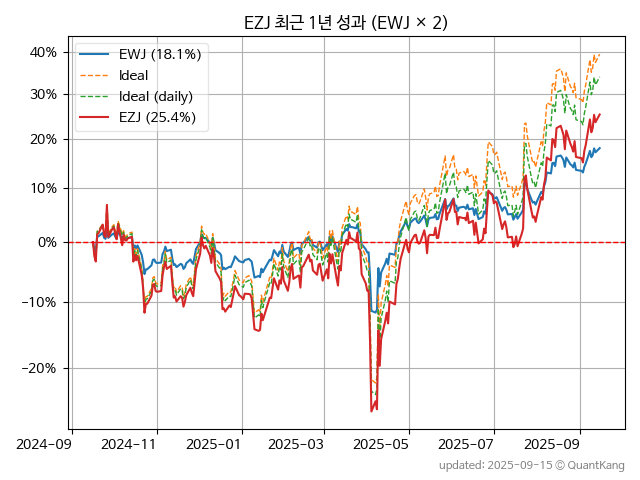 EZJ 최근 1년 성과 (EWJ × 2)
EWJ (18.1%)
Ideal
Ideal (daily)
EZJ (25.4%)
40%
30%
20%
10%
0%
−10%
−20%
2024-09
2024-11
2025-01
2025-03
2025-05
2025-07
2025-09
updated: 2025-09-15 © QuantKang